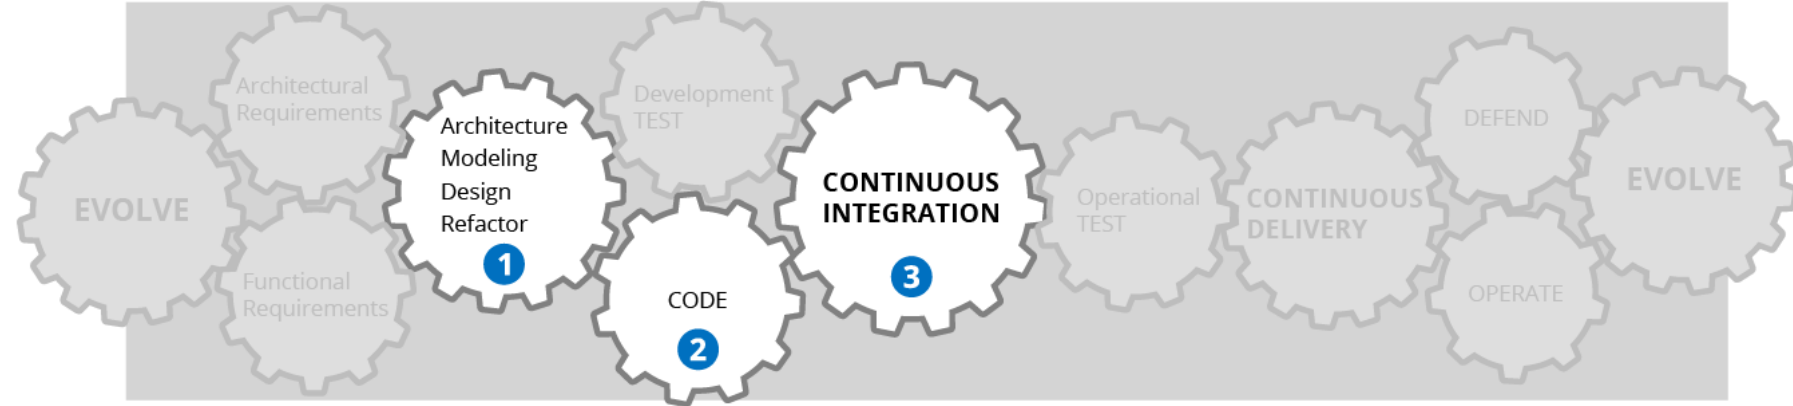 EVOLVE
Architectural
Requirements
Functional
Requirements
Architecture
Modeling
Design
Refactor
1
Development
TEST
CODE
2
CONTINUOUS
INTEGRATION
3
Operational
TEST
CONTINUOUS
DELIVERY
DEFEND
OPERATE
EVOLVE